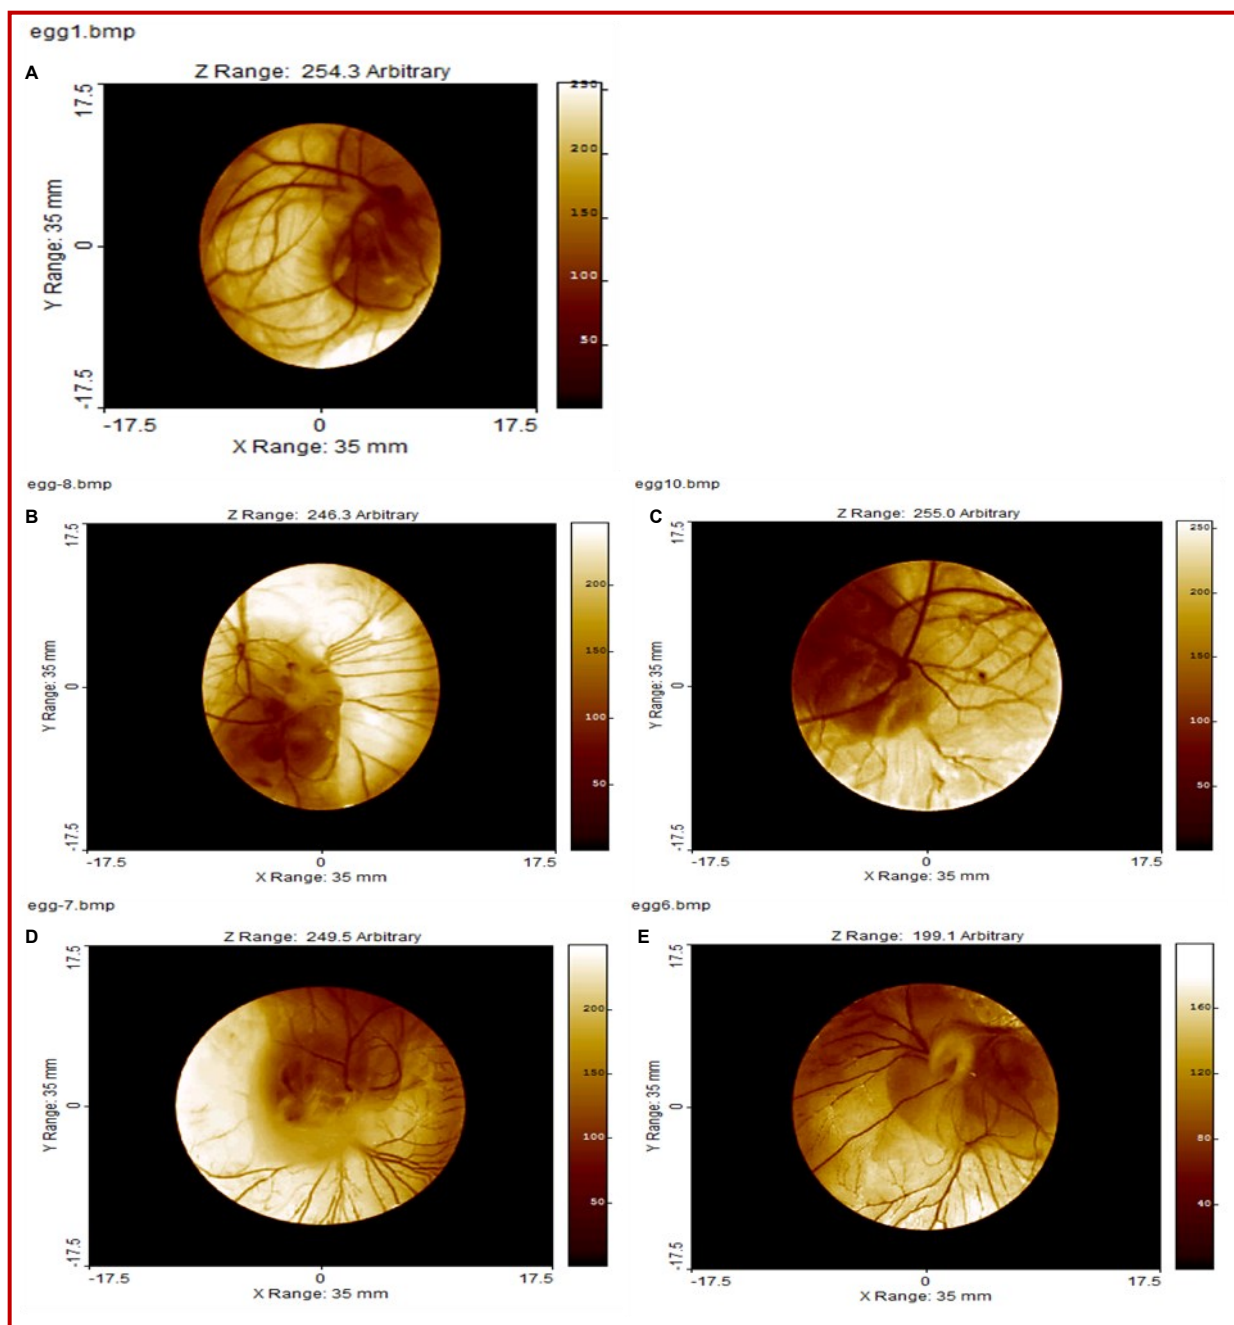 egg1.bmp
A
Z Range: 254.3 Arbitrary
17.5
0
-17.5
Y Range: 35 mm
250
200
150
100
50
-17.5 0 17.5
X Range: 35 mm
egg-8.bmp
B
Z Range: 246.3 Arbitrary
17.5
0
-17.5
Y Range: 35 mm
200
150
100
50
-17.5 0 17.5
X Range: 35 mm
egg10.bmp
C
Z Range: 255.0 Arbitrary
17.5
0
-17.5
Y Range: 35 mm
250
200
150
100
50
-17.5 0 17.5
X Range: 35 mm
egg-7.bmp
D
Z Range: 249.5 Arbitrary
17.5
0
-17.5
Y Range: 35 mm
200
150
100
50
-17.5 0 17.5
X Range: 35 mm
egg6.bmp
E
Z Range: 199.1 Arbitrary
17.5
0
-17.5
Y Range: 35 mm
160
120
80
40
-17.5 0 17.5
X Range: 35 mm